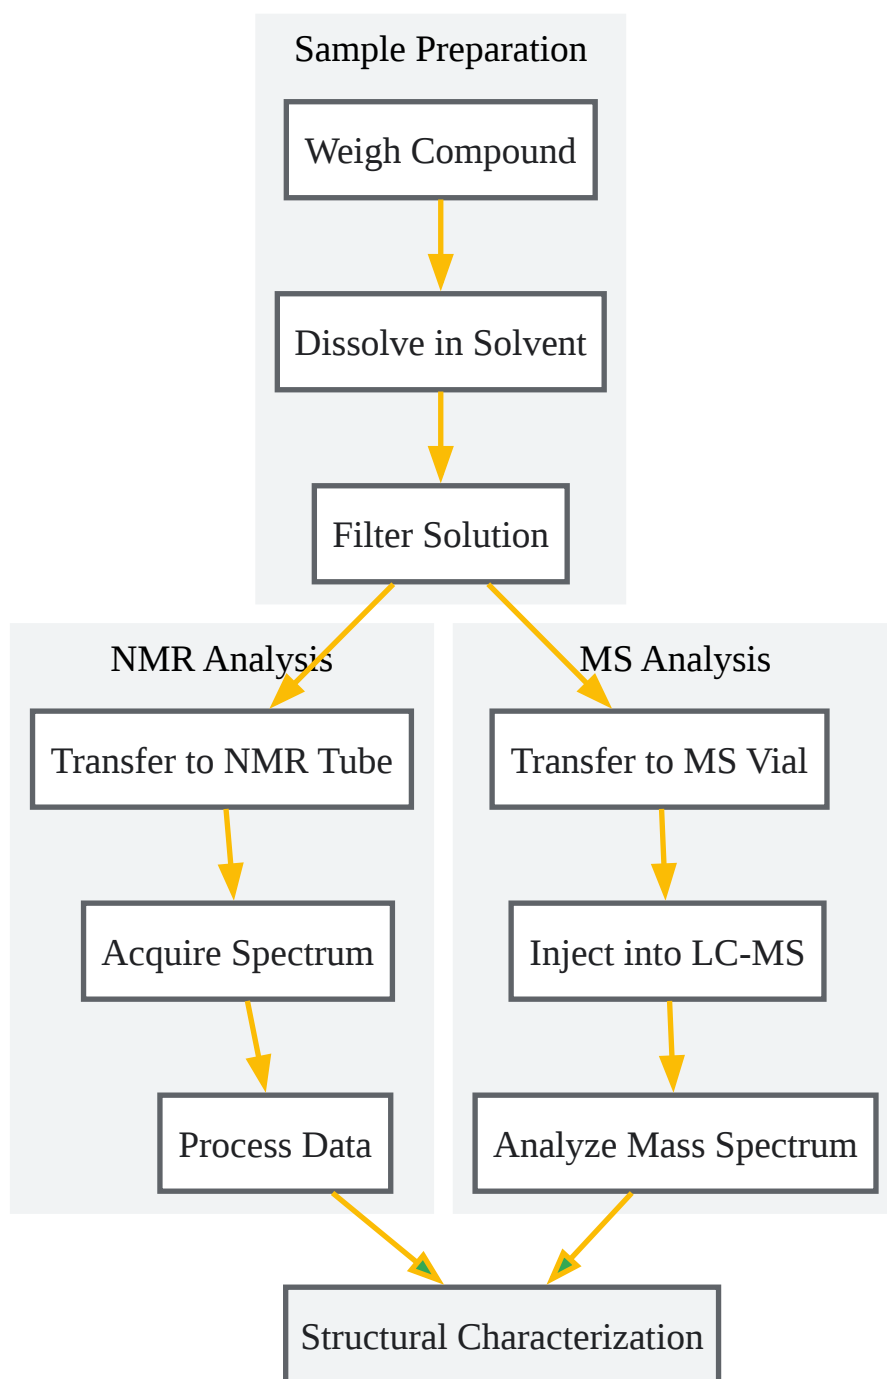 Sample Preparation
Weigh Compound
Dissolve in Solvent
Filter Solution
NMR Analysis
Transfer to NMR Tube
Acquire Spectrum
Process Data
MS Analysis
Transfer to MS Vial
Inject into LC-MS
Analyze Mass Spectrum
Structural Characterization